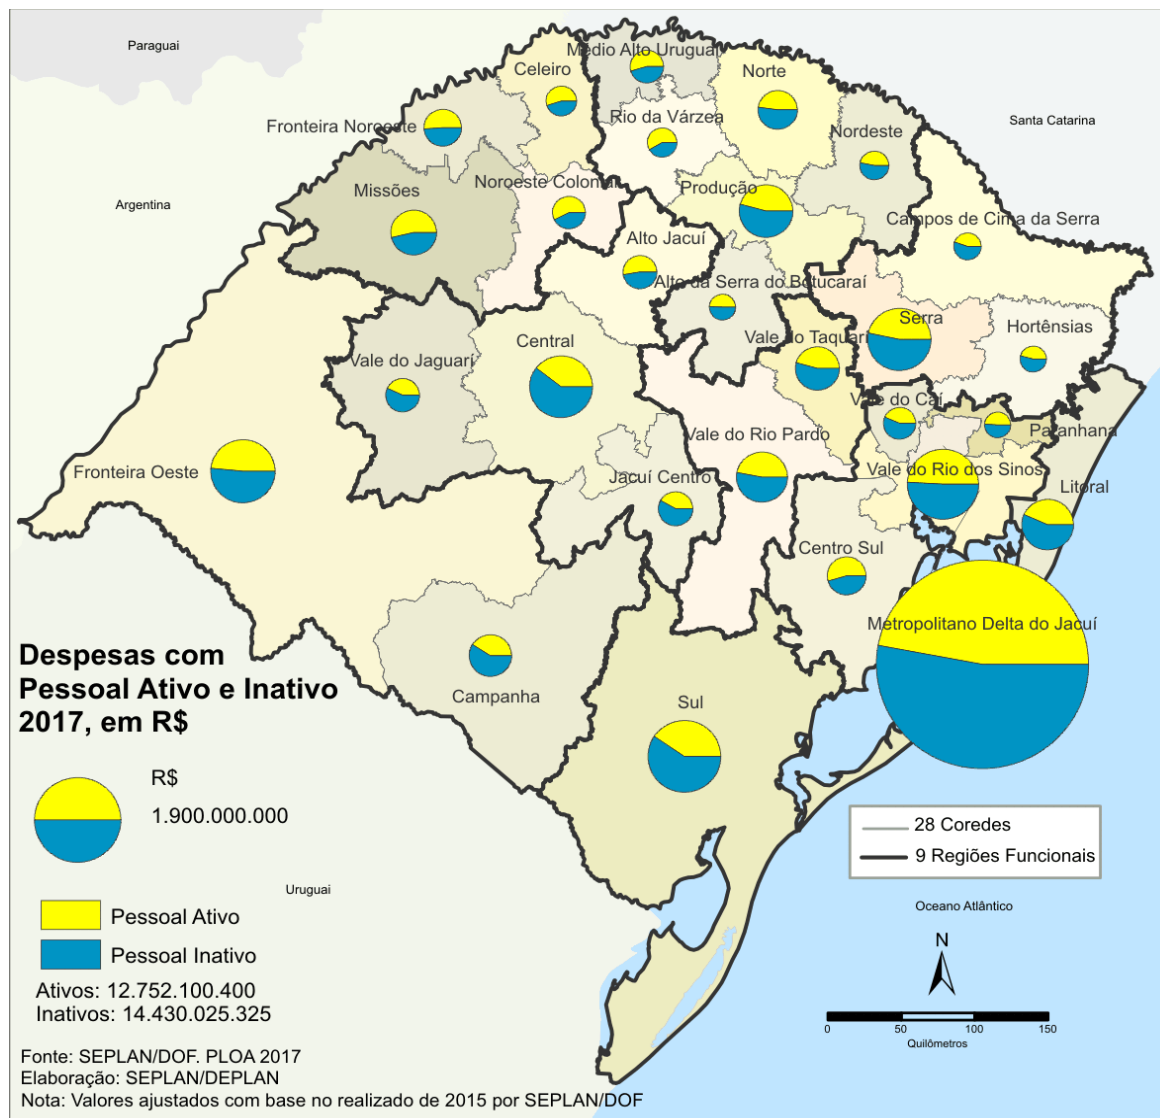 Paraguai
Médio Alto Uruguai
Celeiro
Norte
Rio da Várzea
Santa Catarina
Fronteira Noroeste
Nordeste
Noroeste Colonial
Produção
Missões
Argentina
Campos de Cima da Serra
Alto Jacuí
Alto da Serra do Botucaraí
Serra
Hortênsias
Vale do Taquari
Central
Vale do Jaguarí
Vale do Caí
Paranhana
Vale do Rio Pardo
Vale do Rio dos Sinos
Fronteira Oeste
Jacuí Centro
Litoral
Centro Sul
Metropolitano Delta do Jacuí
Campanha
Sul
Despesas com
Pessoal Ativo e Inativo
2017, em R$
R$
1.900.000.000
28 Coredes
9 Regiões Funcionais
Uruguai
Oceano Atlântico
Pessoal Ativo
Pessoal Inativo
N
Ativos: 12.752.100.400
Inativos: 14.430.025.325
0 50 100 150
Quilômetros
Fonte: SEPLAN/DOF. PLOA 2017
Elaboração: SEPLAN/DEPLAN
Nota: Valores ajustados com base no realizado de 2015 por SEPLAN/DOF